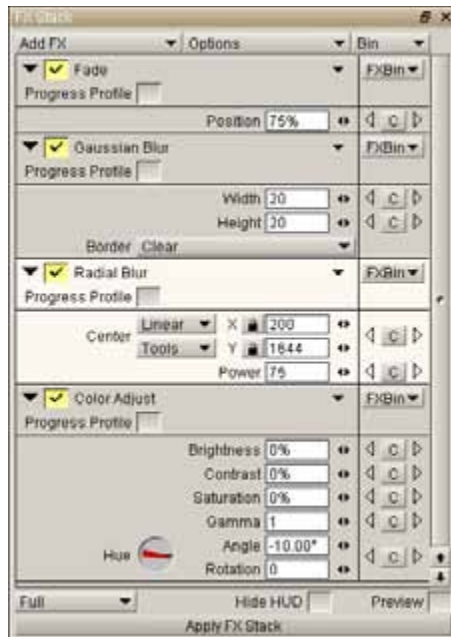 FX Stack
Add FX Options Bin
Fade FXBin
Progress Profile
Position 75% C
Gaussian Blur FXBin
Progress Profile
Width 20 C
Height 20 C
Border Clear
Radial Blur FXBin
Progress Profile
Center Linear X 200 C
Tools Y 1644
Power 75 C
Color Adjust FXBin
Progress Profile
Brightness 0% C
Contrast 0% C
Saturation 0% C
Gamma 1 C
Hue Angle -10.00° C
Rotation 0
Full Hide HUD Preview
Apply FX Stack